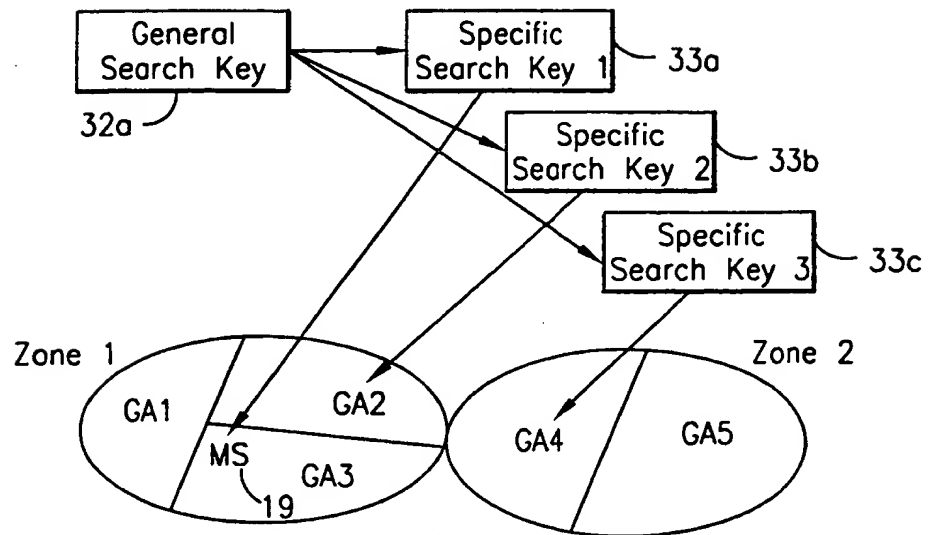 General
Search Key
32a
Specific
Search Key 1
33a
Specific
Search Key 2
33b
Specific
Search Key 3
33c
Zone 1
Zone 2
GA1
GA2
MS
GA3
19
GA4
GA5